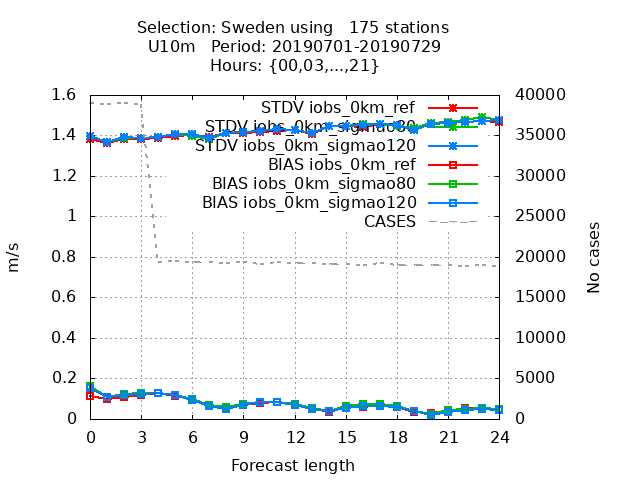 Selection: Sweden using   175 stations
U10m   Period: 20190701-20190729
Hours: {00,03,...,21}
1.6
1.4
1.2
1
0.8
0.6
0.4
0.2
0
40000
35000
30000
25000
20000
15000
10000
5000
0
STDV iobs_0km_ref
STDV iobs_0km_sigmao80
STDV iobs_0km_sigmao120
BIAS iobs_0km_ref
BIAS iobs_0km_sigmao80
BIAS iobs_0km_sigmao120
CASES
m/s
No cases
0 3 6 9 12 15 18 21 24
Forecast length